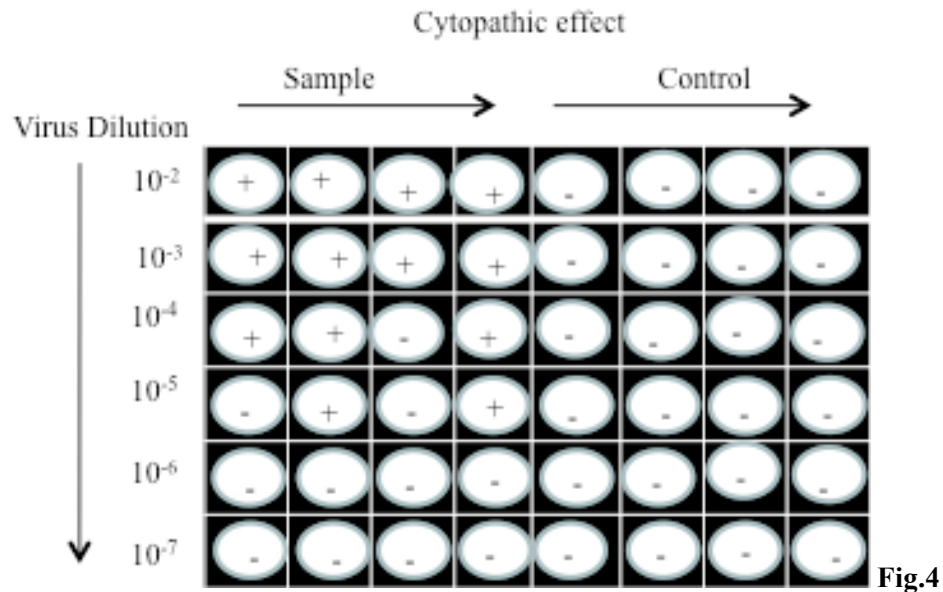 Cytopathic effect
Sample Control
Virus Dilution
10-2 + + + + - - - -
10-3 + + + + - - - -
10-4 + + - + - - - -
10-5 - + - + - - - -
10-6 - - - - - - - -
10-7 - - - - - - - -
Fig.4